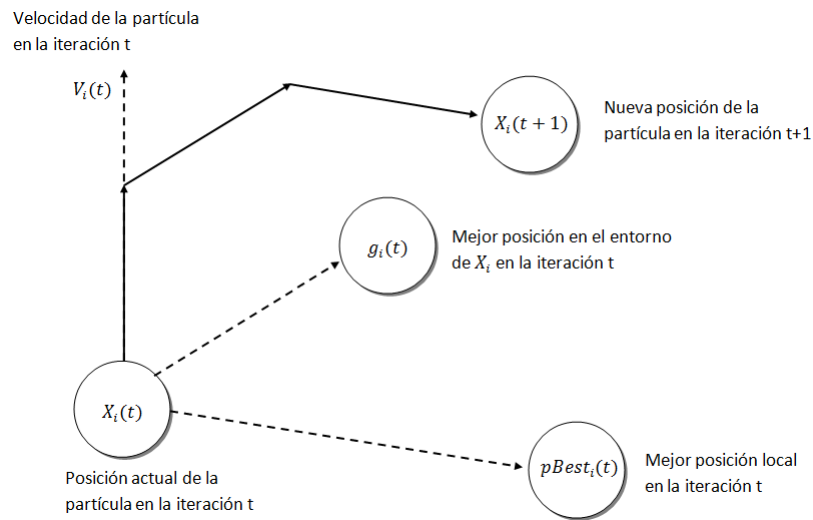 Velocidad de la partícula
en la iteración t
V_i(t)
X_i(t + 1)
Nueva posición de la
partícula en la iteración t+1
g_i(t)
Mejor posición en el entorno
de X_i en la iteración t
X_i(t)
Posición actual de la
partícula en la iteración t
pBest_i(t)
Mejor posición local
en la iteración t